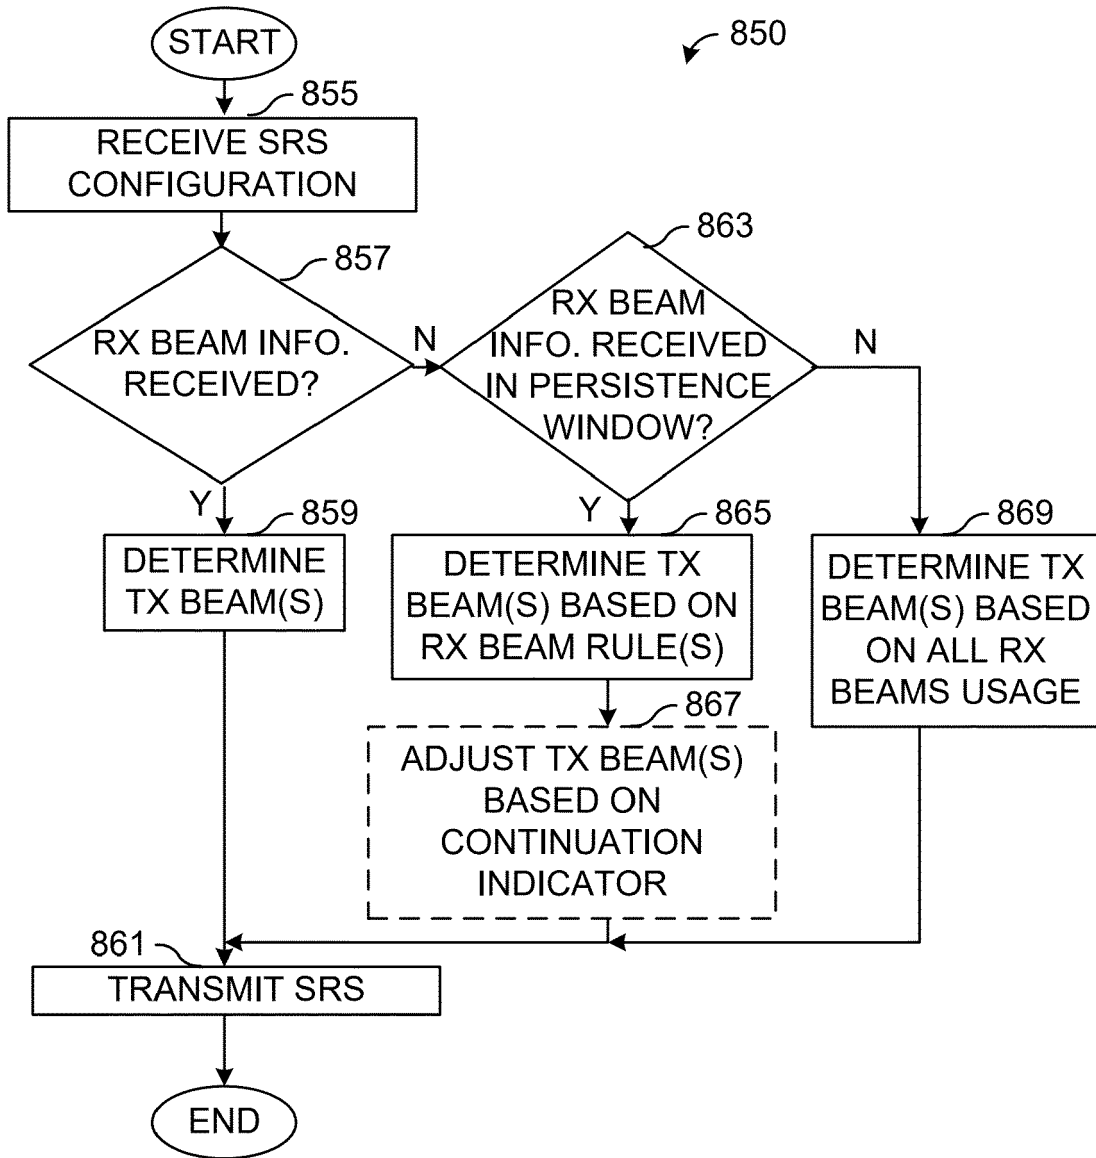 START
850
855
RECEIVE SRS
CONFIGURATION
857
RX BEAM INFO.
RECEIVED?
N
863
RX BEAM
INFO. RECEIVED
IN PERSISTENCE
WINDOW?
N
Y
859
DETERMINE
TX BEAM(S)
Y
865
DETERMINE TX
BEAM(S) BASED ON
RX BEAM RULE(S)
869
DETERMINE TX
BEAM(S) BASED
ON ALL RX
BEAMS USAGE
867
ADJUST TX BEAM(S)
BASED ON
CONTINUATION
INDICATOR
861
TRANSMIT SRS
END